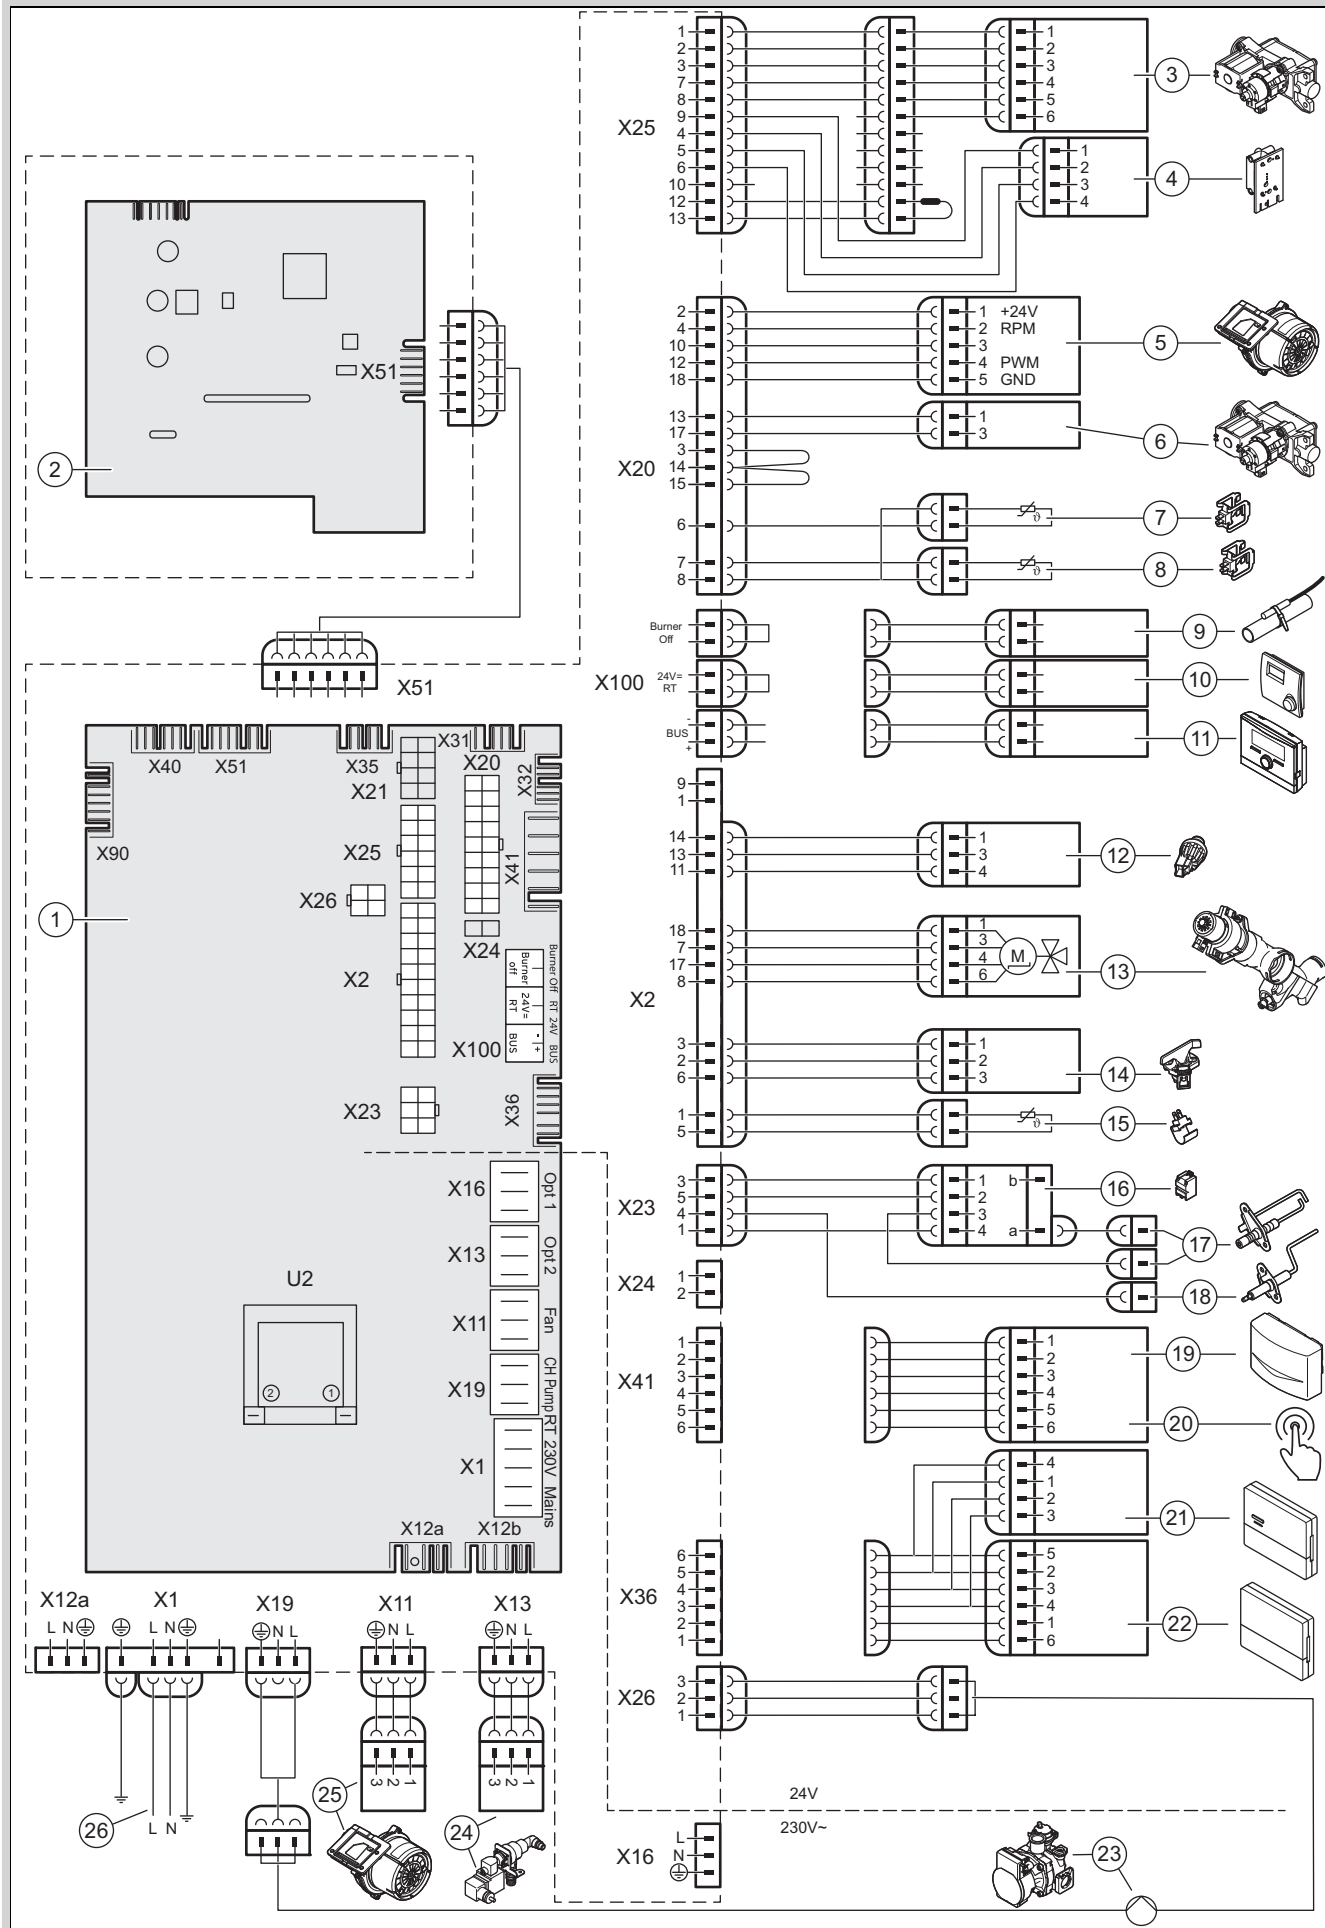 1
2
3
7
8
9
4
5
6
10
12
13
X25
1
2
3
4
5
6
3
1
2
3
4
4
X51
2
2
4
10
12
18
1 +24V
2 RPM
3
4 PWM
5 GND
5
13
17
3
14
15
X20
6
7
8
1
3
6
ϑ
7
ϑ
8
X51
Burner
Off
9
X100
24V=
RT
10
-
BUS
+
11
X40
X51
X35
X31
X21
X20
X32
X90
X25
X41
X26
X24
X2
Burner
off
24V=
RT
- +
BUS
Burner Off RT 24V BUS
X100
X23
X36
1
X16
Opt 1
X13
Opt 2
X11
Fan
X19
CH Pump
X1
RT 230V Mains
U2
2
1
X12a
X12b
9
1
14
13
11
1
3
4
12
18
7
17
8
1
3
4
6
M
13
X2
3
2
6
1
2
3
14
1
5
ϑ
15
X23
3
5
4
1
1
2
3
4
b
a
16
17
X24
1
2
18
X41
1
2
3
4
5
6
1
2
3
4
5
6
19
20
4
1
2
3
21
X36
6
5
4
3
2
1
5
2
3
4
1
6
22
X26
3
2
1
X12a
L N
X1
L N
X19
N L
X11
N L
X13
N L
3 2 1
3 2 1
26
L N
25
24
24V
230V~
X16
L
N
23